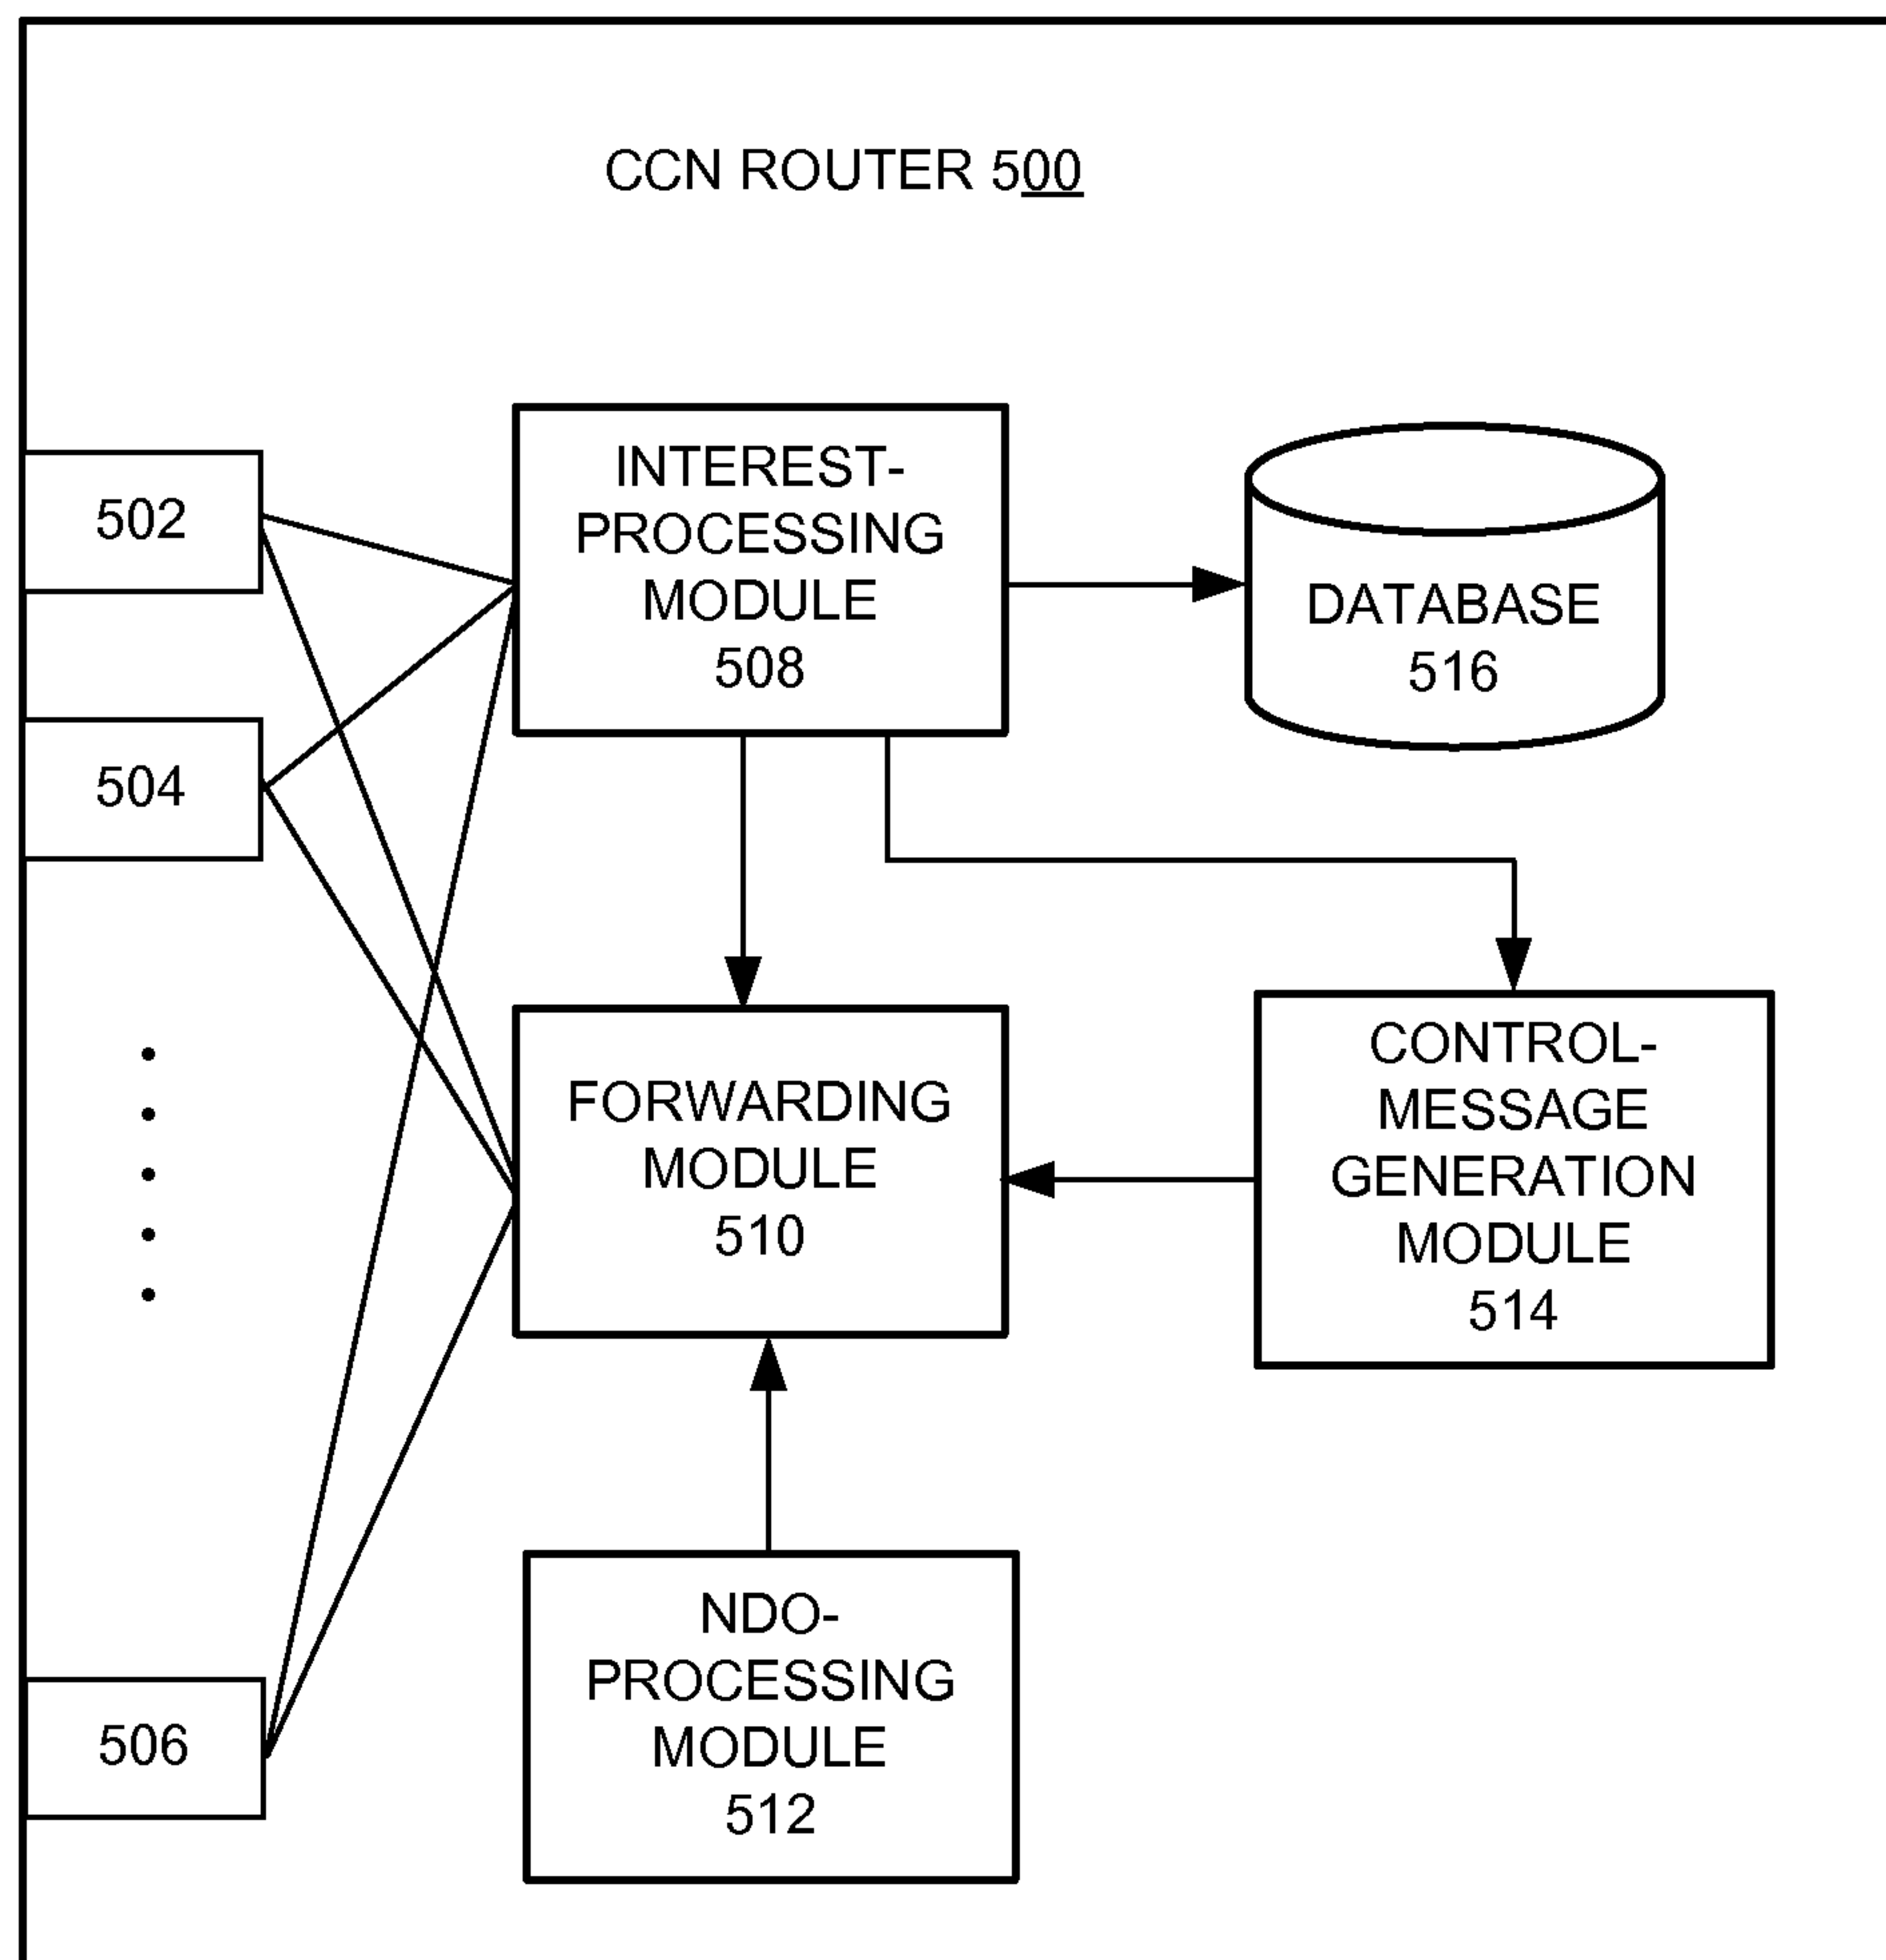 CCN ROUTER 500
502
504
506
INTEREST-
PROCESSING
MODULE
508
DATABASE
516
FORWARDING
MODULE
510
CONTROL-
MESSAGE
GENERATION
MODULE
514
NDO-
PROCESSING
MODULE
512